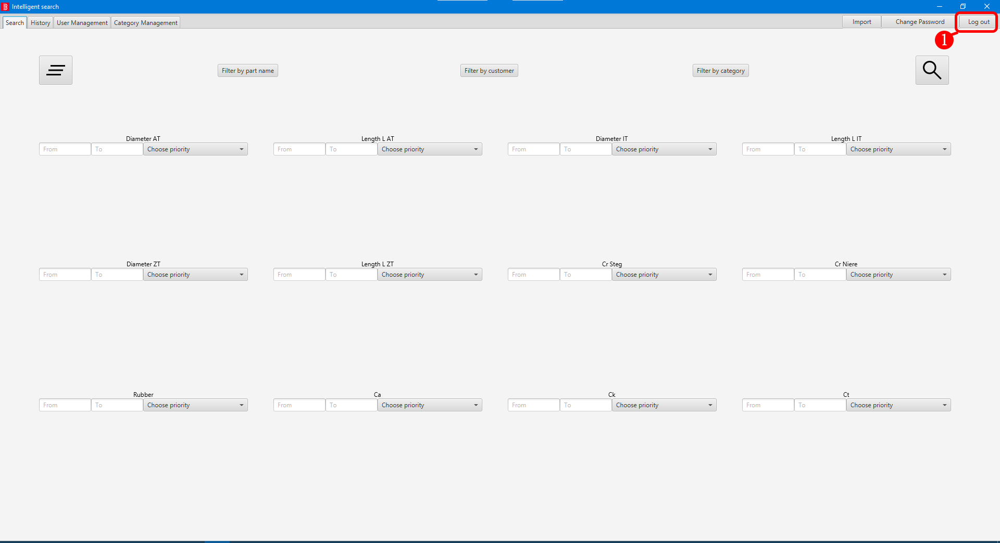 Intelligent search
Search History User Management Category Management Import Change Password Log out
1
Filter by part name Filter by customer Filter by category
Diameter AT Length L AT Diameter IT Length L IT
From To Choose priority From To Choose priority From To Choose priority From To Choose priority
Diameter ZT Length L ZT Cr Steg Cr Niere
From To Choose priority From To Choose priority From To Choose priority From To Choose priority
Rubber Ca Ck Ct
From To Choose priority From To Choose priority From To Choose priority From To Choose priority